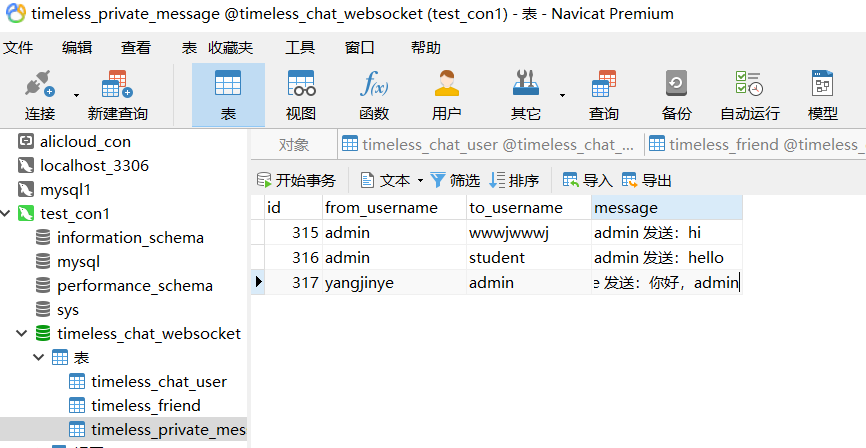 timeless_private_message @timeless_chat_websocket (test_con1) - 表 - Navicat Premium
文件 编辑 查看 表 收藏夹 工具 窗口 帮助
连接 新建查询 表 视图 函数 用户 其它 查询 备份 自动运行 模型
alicloud_con
localhost_3306
mysql1
test_con1
information_schema
mysql
performance_schema
sys
timeless_chat_websocket
表
timeless_chat_user
timeless_friend
timeless_private_mes
对象 timeless_chat_user @timeless_chat_... timeless_friend @timeless_
开始事务 文本 筛选 排序 导入 导出
id from_username to_username message
315 admin wwwjwwwj admin 发送：hi
316 admin student admin 发送：hello
317 yangjinye admin e 发送：你好，admin